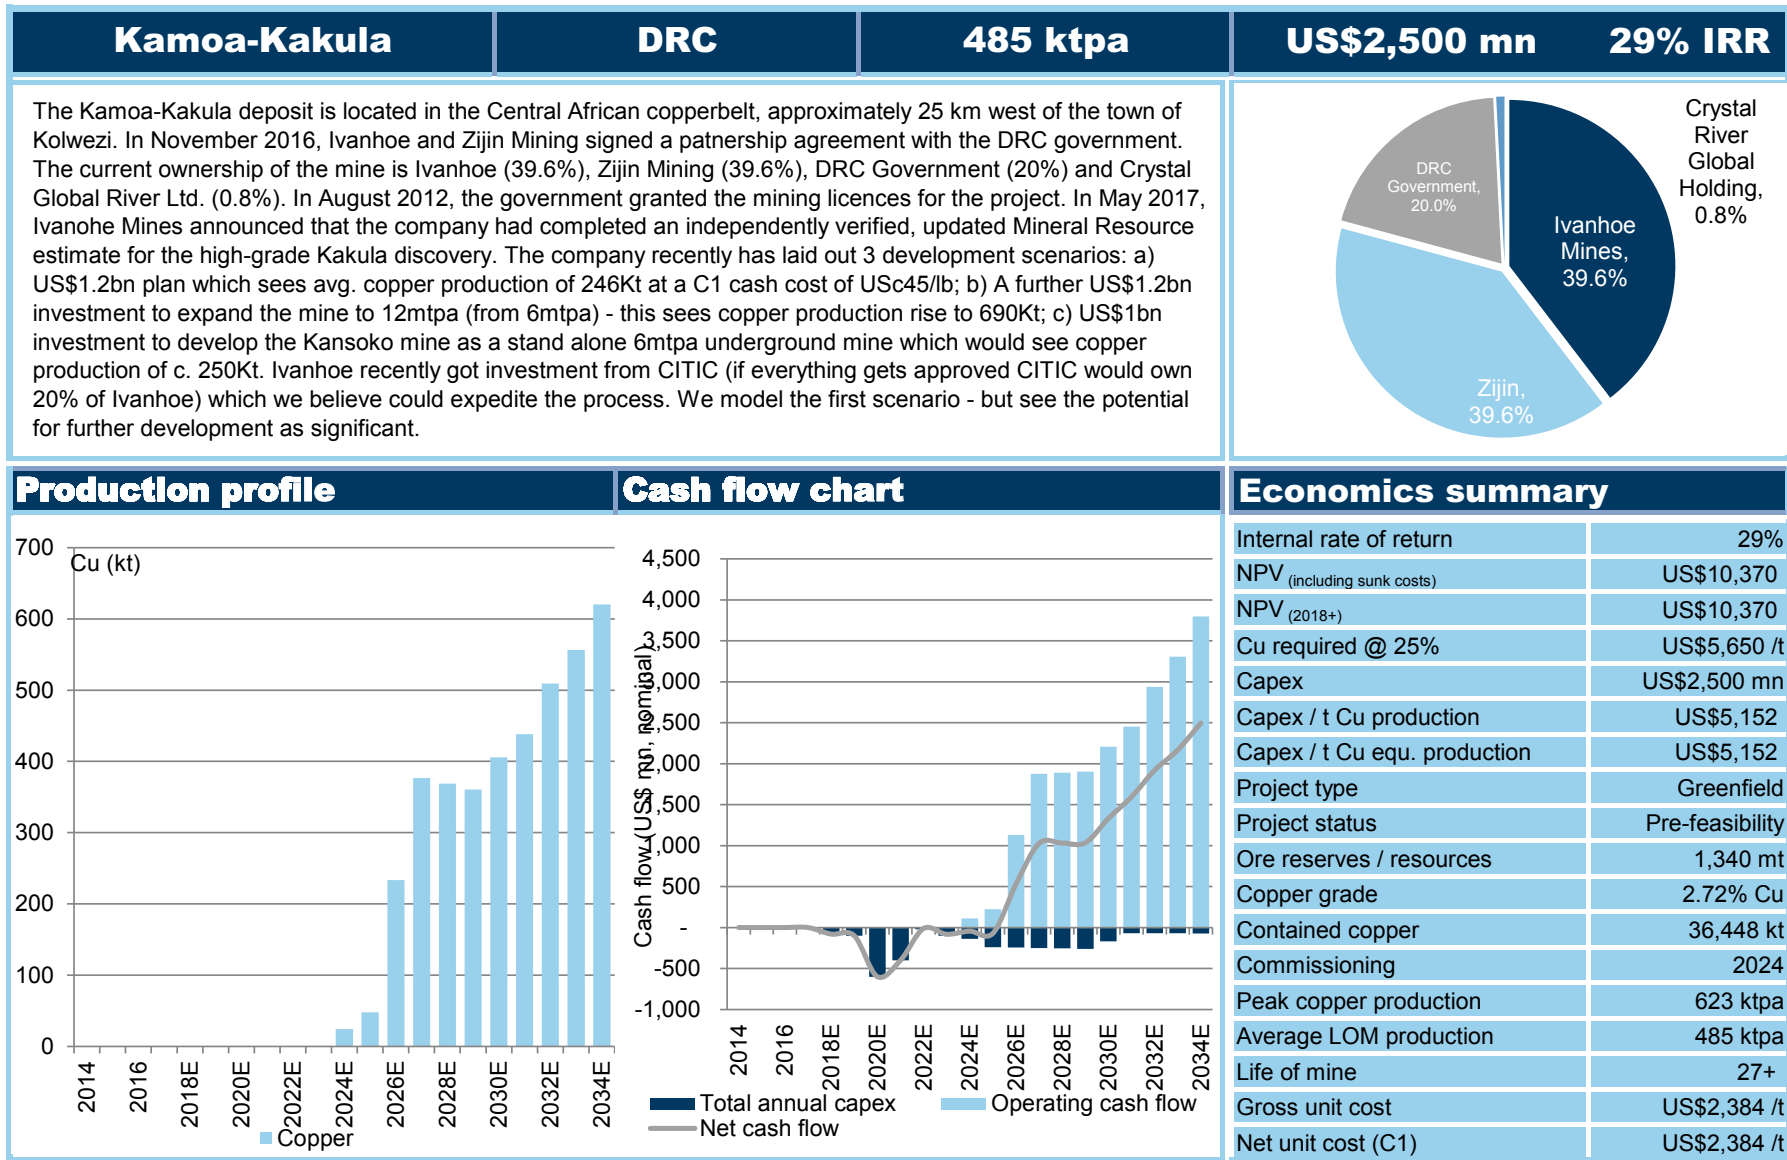 Kamoa-Kakula
DRC
485 ktpa
US$2,500 mn
29% IRR
The Kamoa-Kakula deposit is located in the Central African copperbelt, approximately 25 km west of the town of
Kolwezi. In November 2016, Ivanhoe and Zijin Mining signed a patnership agreement with the DRC government.
The current ownership of the mine is Ivanhoe (39.6%), Zijin Mining (39.6%), DRC Government (20%) and Crystal
Global River Ltd. (0.8%). In August 2012, the government granted the mining licences for the project. In May 2017,
Ivanohe Mines announced that the company had completed an independently verified, updated Mineral Resource
estimate for the high-grade Kakula discovery. The company recently has laid out 3 development scenarios: a)
US$1.2bn plan which sees avg. copper production of 246Kt at a C1 cash cost of USc45/lb; b) A further US$1.2bn
investment to expand the mine to 12mtpa (from 6mtpa) - this sees copper production rise to 690Kt; c) US$1bn
investment to develop the Kansoko mine as a stand alone 6mtpa underground mine which would see copper
production of c. 250Kt. Ivanhoe recently got investment from CITIC (if everything gets approved CITIC would own
20% of Ivanhoe) which we believe could expedite the process. We model the first scenario - but see the potential
for further development as significant.
Crystal
River
Global
Holding,
0.8%
DRC
Government,
20.0%
Ivanhoe
Mines,
39.6%
Zijin,
39.6%
Production profile
Cu (kt)
700
600
500
400
300
200
100
0
2014
2016
2018E
2020E
2022E
2024E
2026E
2028E
2030E
2032E
2034E
Copper
Cash flow chart
Cash flow (US$ mn, nominal)
4,500
4,000
3,500
3,000
2,500
2,000
1,500
1,000
500
-
-500
-1,000
2014
2016
2018E
2020E
2022E
2024E
2026E
2028E
2030E
2032E
2034E
Total annual capex
Operating cash flow
Net cash flow
Economics summary
Internal rate of return 29%
NPV (including sunk costs) US$10,370
NPV (2018+) US$10,370
Cu required @ 25% US$5,650 /t
Capex US$2,500 mn
Capex / t Cu production US$5,152
Capex / t Cu equ. production US$5,152
Project type Greenfield
Project status Pre-feasibility
Ore reserves / resources 1,340 mt
Copper grade 2.72% Cu
Contained copper 36,448 kt
Commissioning 2024
Peak copper production 623 ktpa
Average LOM production 485 ktpa
Life of mine 27+
Gross unit cost US$2,384 /t
Net unit cost (C1) US$2,384 /t